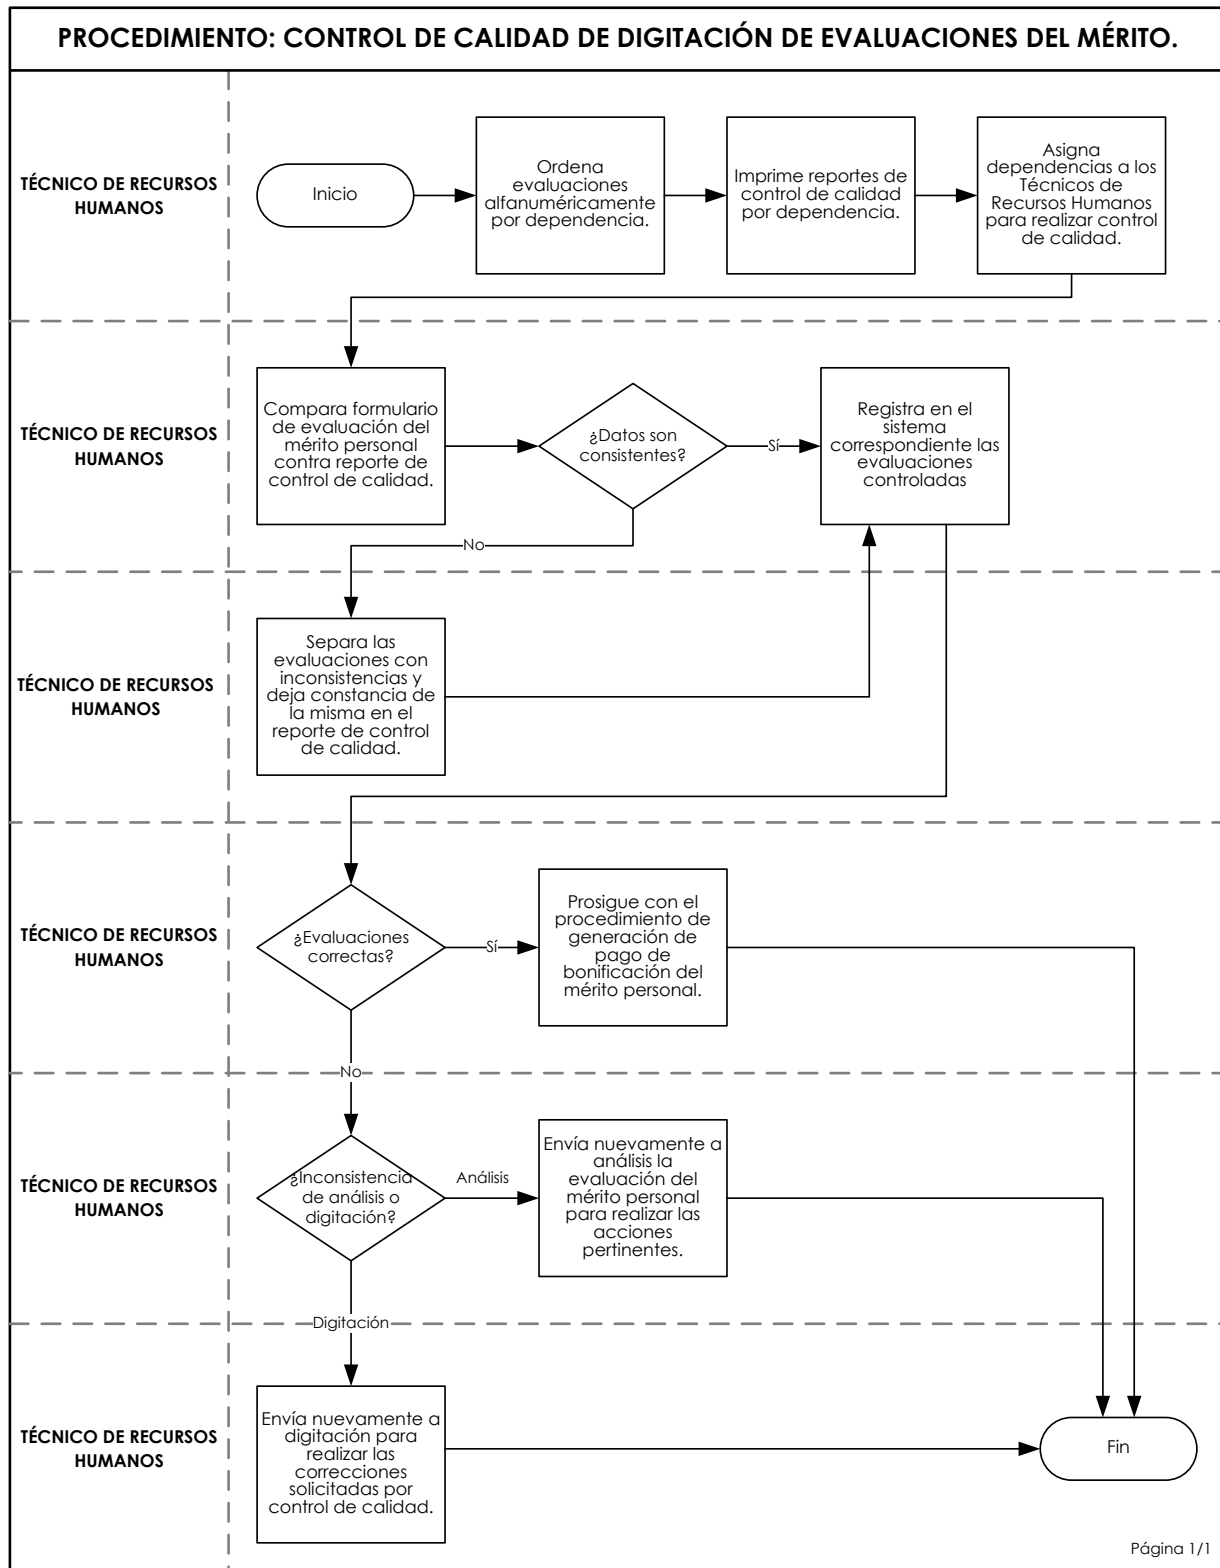 PROCEDIMIENTO: CONTROL DE CALIDAD DE DIGITACIÓN DE EVALUACIONES DEL MÉRITO.
TÉCNICO DE RECURSOS
HUMANOS
Inicio
Ordena
evaluaciones
alfanuméricamente
por dependencia.
Imprime reportes de
control de calidad
por dependencia.
Asigna
dependencias a los
Técnicos de
Recursos Humanos
para realizar control
de calidad.
TÉCNICO DE RECURSOS
HUMANOS
Compara formulario
de evaluación del
mérito personal
contra reporte de
control de calidad.
¿Datos son
consistentes?
Sí
Registra en el
sistema
correspondiente las
evaluaciones
controladas
No
TÉCNICO DE RECURSOS
HUMANOS
Separa las
evaluaciones con
inconsistencias y
deja constancia de
la misma en el
reporte de control
de calidad.
TÉCNICO DE RECURSOS
HUMANOS
¿Evaluaciones
correctas?
Sí
Prosigue con el
procedimiento de
generación de
pago de
bonificación del
mérito personal.
No
TÉCNICO DE RECURSOS
HUMANOS
¿Inconsistencia
de análisis o
digitación?
Análisis
Envía nuevamente a
análisis la
evaluación del
mérito personal
para realizar las
acciones
pertinentes.
Digitación
TÉCNICO DE RECURSOS
HUMANOS
Envía nuevamente a
digitación para
realizar las
correcciones
solicitadas por
control de calidad.
Fin
Página 1/1